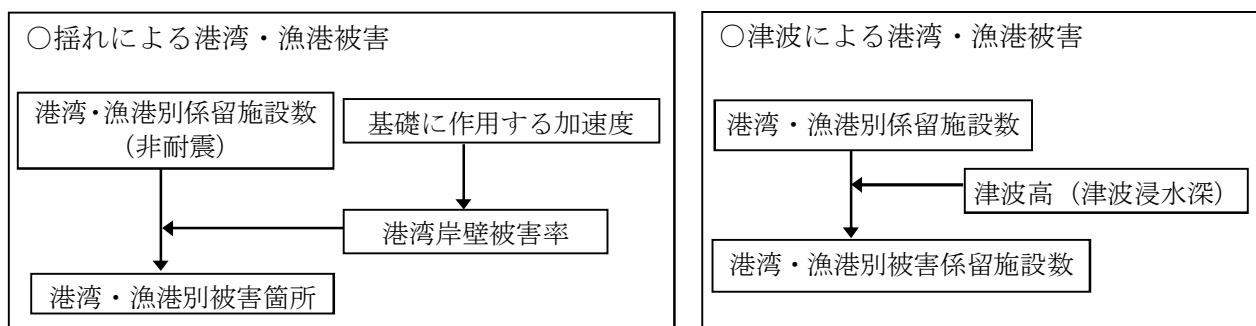 ○揺れによる港湾・漁港被害
港湾・漁港別係留施設数
（非耐震）
基礎に作用する加速度
港湾岸壁被害率
港湾・漁港別被害箇所
○津波による港湾・漁港被害
港湾・漁港別係留施設数
津波高（津波浸水深）
港湾・漁港別被害係留施設数